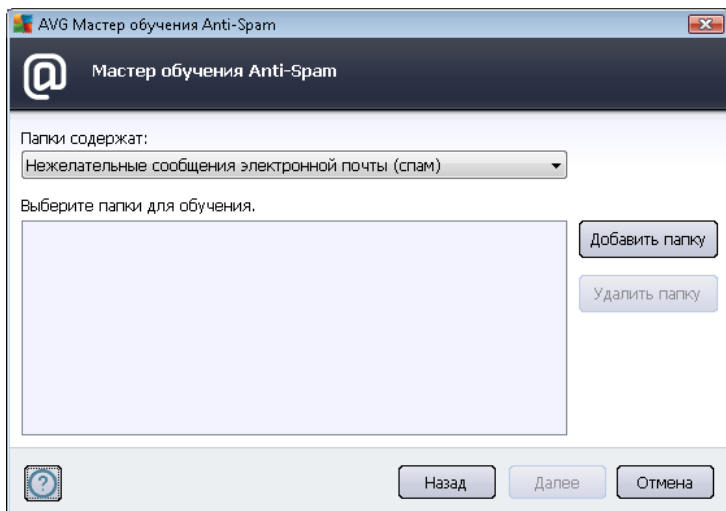 AVG Мастер обучения Anti-Spam
Мастер обучения Anti-Spam
Папки содержат:
Нежелательные сообщения электронной почты (спам)
Выберите папки для обучения.
Добавить папку
Удалить папку
Назад
Далее
Отмена